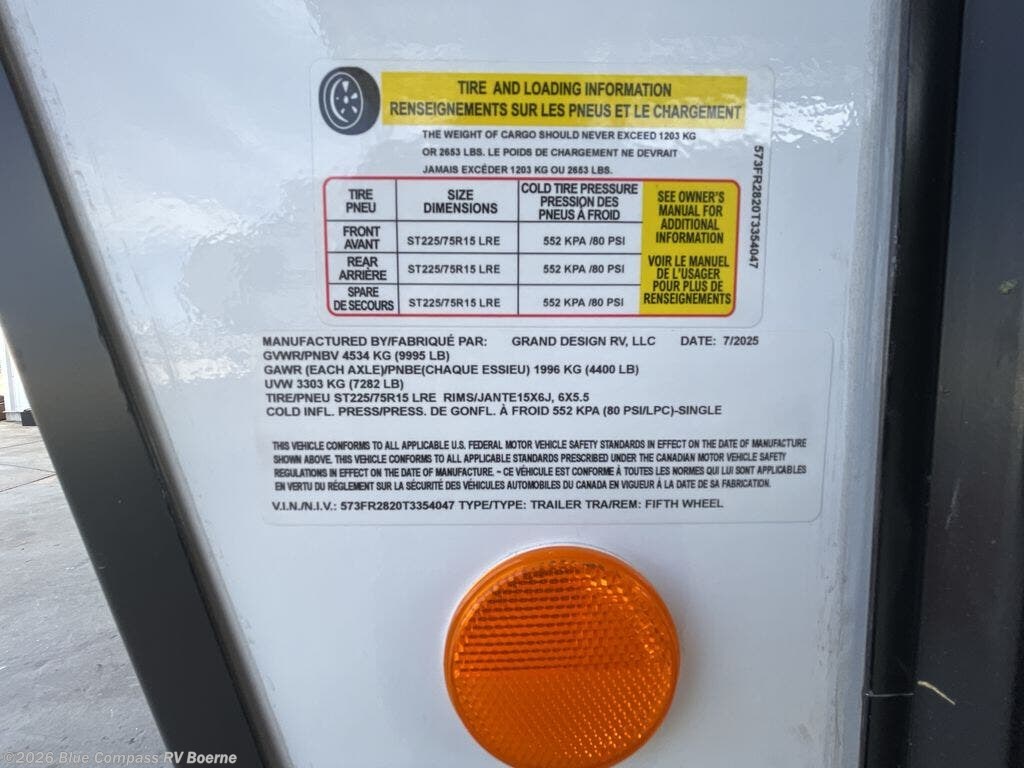 TIRE AND LOADING INFORMATION
RENSEIGNEMENTS SUR LES PNEUS ET LE CHARGEMENT
THE WEIGHT OF CARGO SHOULD NEVER EXCEED 1203 KG
OR 2653 LBS. LE POIDS DE CHARGEMENT NE DEVRAIT
JAMAIS EXCÉDER 1203 KG OU 2653 LBS.
TIRE
PNEU
SIZE
DIMENSIONS
COLD TIRE PRESSURE
PRESSION DES
PNEUS À FROID
FRONT
AVANT
ST225/75R15 LRE
552 KPA /80 PSI
REAR
ARRIÈRE
ST225/75R15 LRE
552 KPA /80 PSI
SPARE
DE SECOURS
ST225/75R15 LRE
552 KPA /80 PSI
SEE OWNER'S
MANUAL FOR
ADDITIONAL
INFORMATION
VOIR LE MANUEL
DE L'USAGER
POUR PLUS DE
RENSEIGNEMENTS
573FR2820T3354047
MANUFACTURED BY/FABRIQUÉ PAR: GRAND DESIGN RV, LLC DATE: 7/2025
GVWR/PNBV 4534 KG (9995 LB)
GAWR (EACH AXLE)/PNBE(CHAQUE ESSIEU) 1996 KG (4400 LB)
UVW 3303 KG (7282 LB)
TIRE/PNEU ST225/75R15 LRE RIMS/JANTE15X6J, 6X5.5
COLD INFL. PRESS/PRESS. DE GONFL. À FROID 552 KPA (80 PSI/LPC)-SINGLE
THIS VEHICLE CONFORMS TO ALL APPLICABLE U.S. FEDERAL MOTOR VEHICLE SAFETY STANDARDS IN EFFECT ON THE DATE OF MANUFACTURE
SHOWN ABOVE. THIS VEHICLE CONFORMS TO ALL APPLICABLE STANDARDS PRESCRIBED UNDER THE CANADIAN MOTOR VEHICLE SAFETY
REGULATIONS IN EFFECT ON THE DATE OF MANUFACTURE. - CE VÉHICULE EST CONFORME À TOUTES LES NORMES QUI LUI SONT APPLICABLES
EN VERTU DU RÉGLEMENT SUR LA SÉCURITÉ DES VÉHICULES AUTOMOBILES DU CANADA EN VIGUEUR À LA DATE DE SA FABRICATION.
V.I.N./N.I.V.: 573FR2820T3354047 TYPE/TYPE: TRAILER TRA/REM: FIFTH WHEEL
©2026 Blue Compass RV Boerne